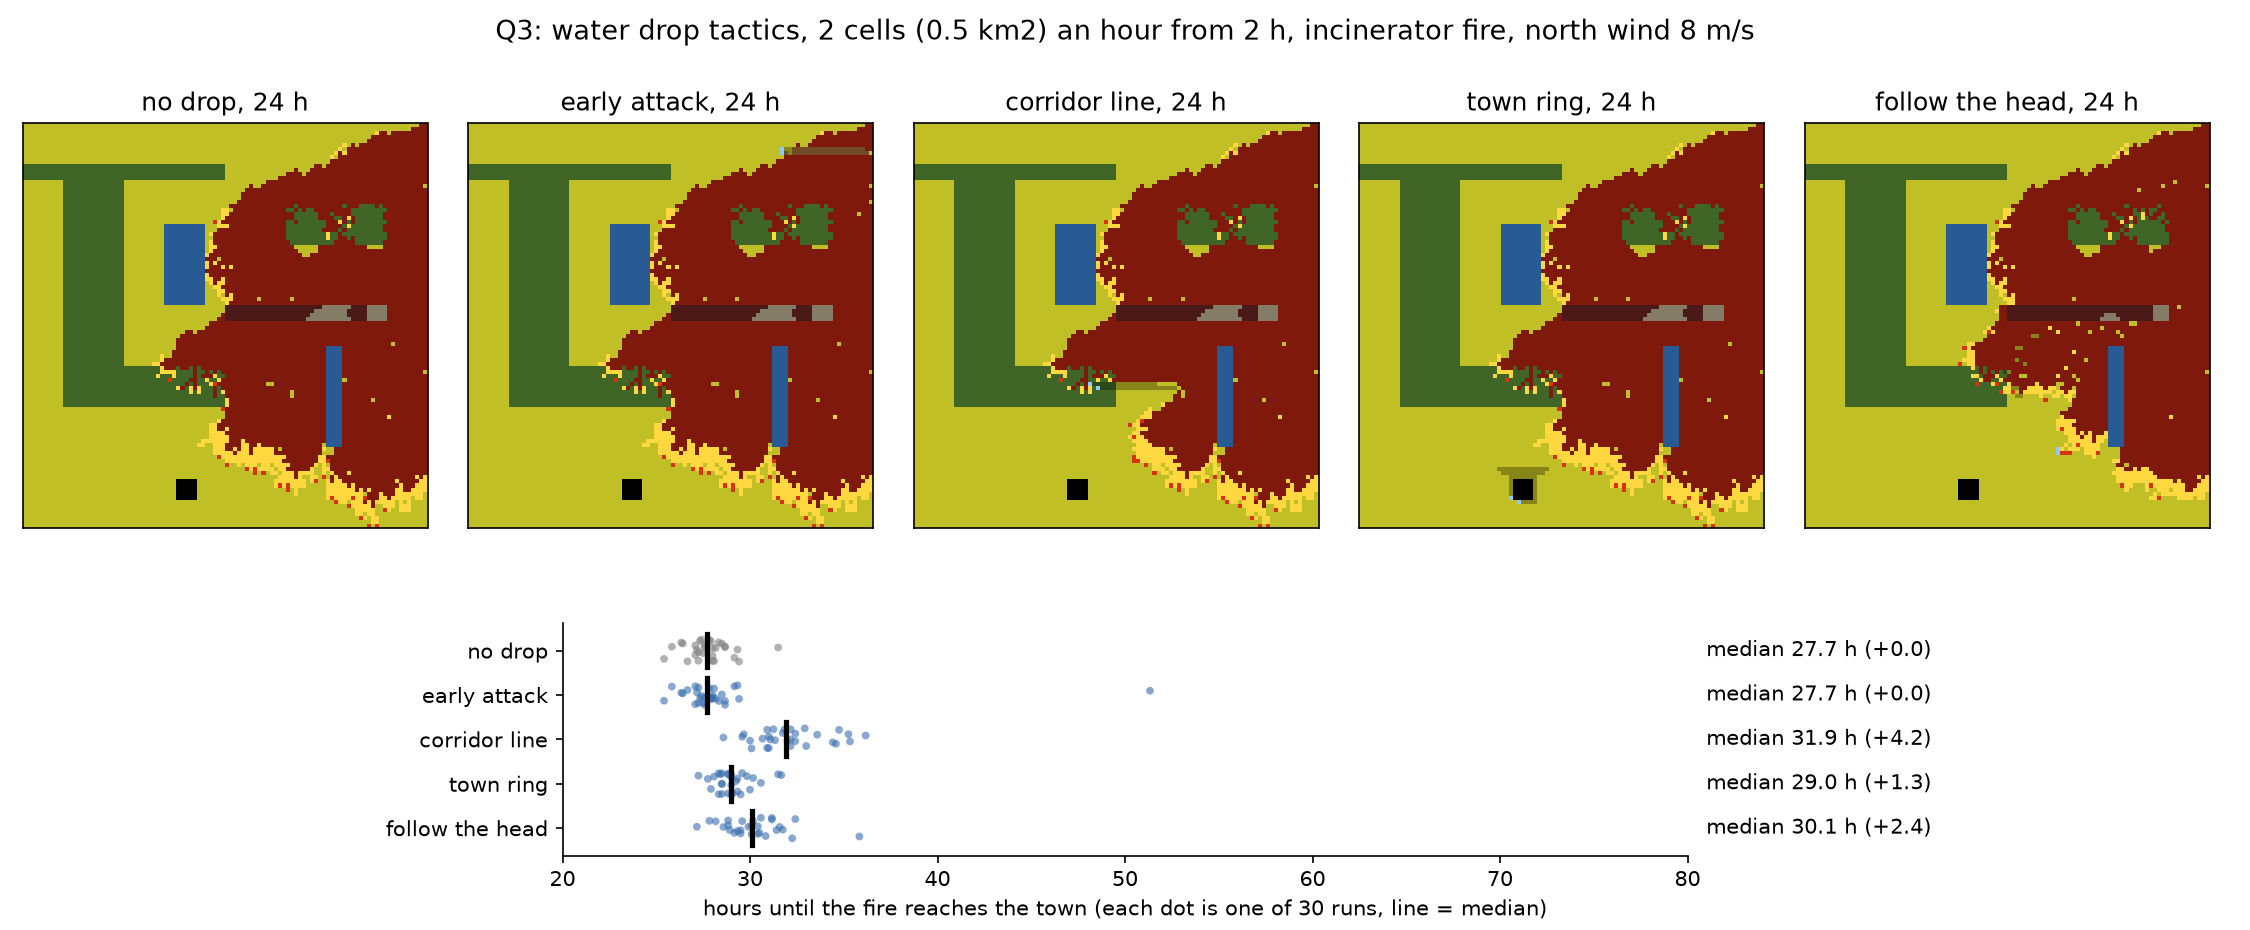 Q3: water drop tactics, 2 cells (0.5 km2) an hour from 2 h, incinerator fire, north wind 8 m/s
no drop, 24 h
early attack, 24 h
corridor line, 24 h
town ring, 24 h
follow the head, 24 h
no drop
median 27.7 h (+0.0)
early attack
median 27.7 h (+0.0)
corridor line
median 31.9 h (+4.2)
town ring
median 29.0 h (+1.3)
follow the head
median 30.1 h (+2.4)
20 30 40 50 60 70 80
hours until the fire reaches the town (each dot is one of 30 runs, line = median)